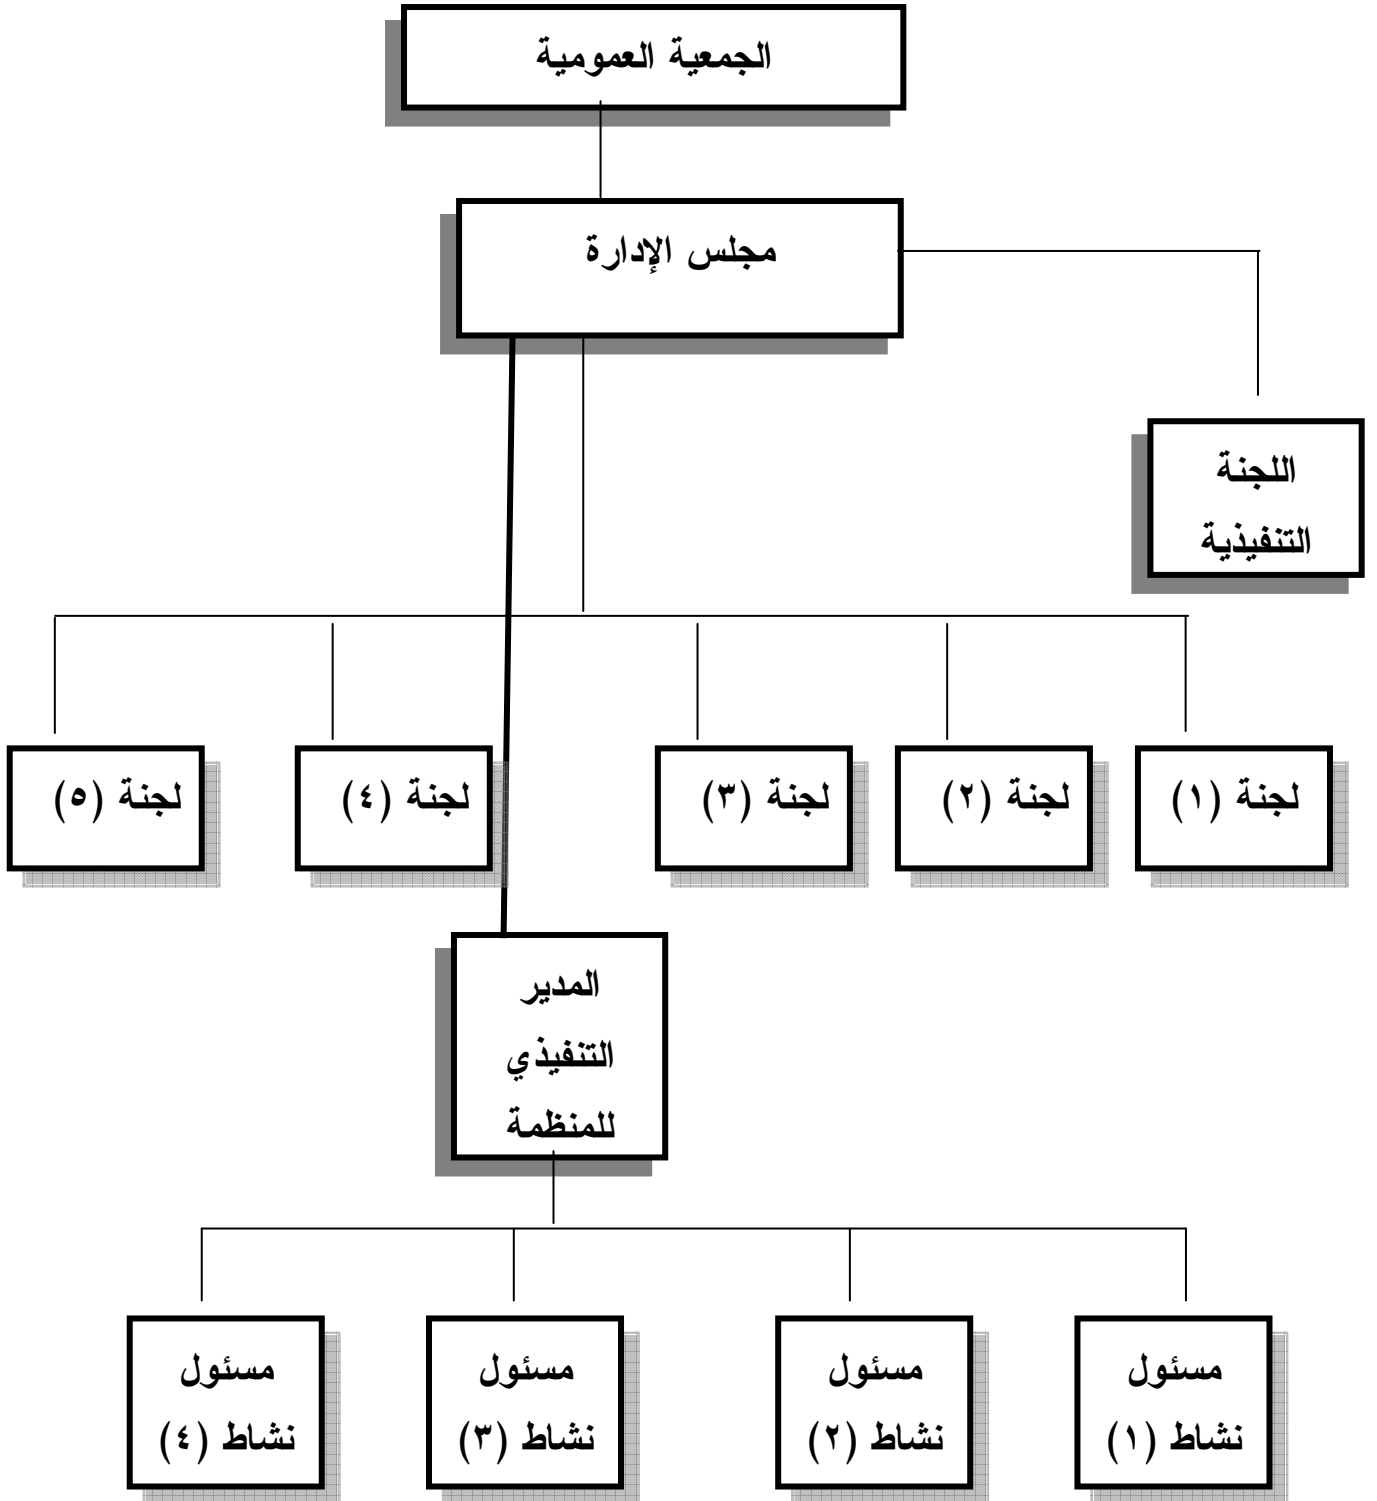 الجمعية العمومية
مجلس الإدارة
اللجنة
التنفيذية
لجنة (١)
لجنة (٢)
لجنة (٣)
لجنة (٤)
لجنة (٥)
المدير
التنفيذي
للمنظمة
مسئول
نشاط (١)
مسئول
نشاط (٢)
مسئول
نشاط (٣)
مسئول
نشاط (٤)